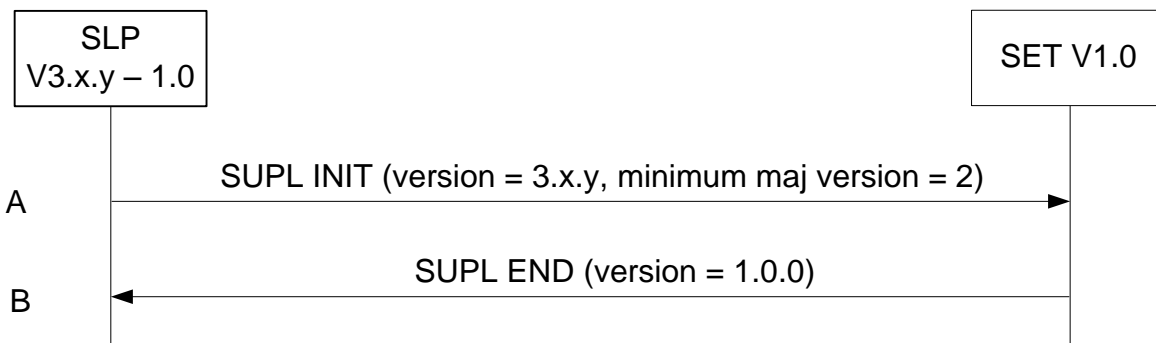 SLP
V3.x.y – 1.0
SET V1.0
SUPL INIT (version = 3.x.y, minimum maj version = 2)
A
SUPL END (version = 1.0.0)
B